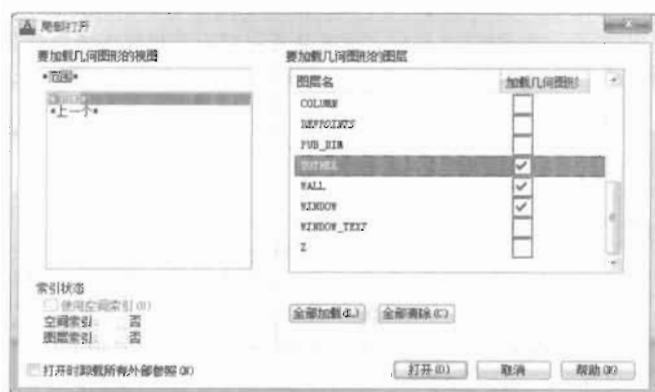 局部打开
要加载几何图形的视图
*范围*
*范围*
*上一个*
索引状态
使用空间索引(U)
空间索引: 否
图层索引: 否
打开时卸载所有外部参照(N)
要加载几何图形的图层
图层名 加载几何图形
COLUMN
DEFPOINTS
PUB_DIM
WALL
WINDOW
WINDOW_TEXT
Z
全部加载(L) 全部清除(C)
打开(O) 取消 帮助(H)